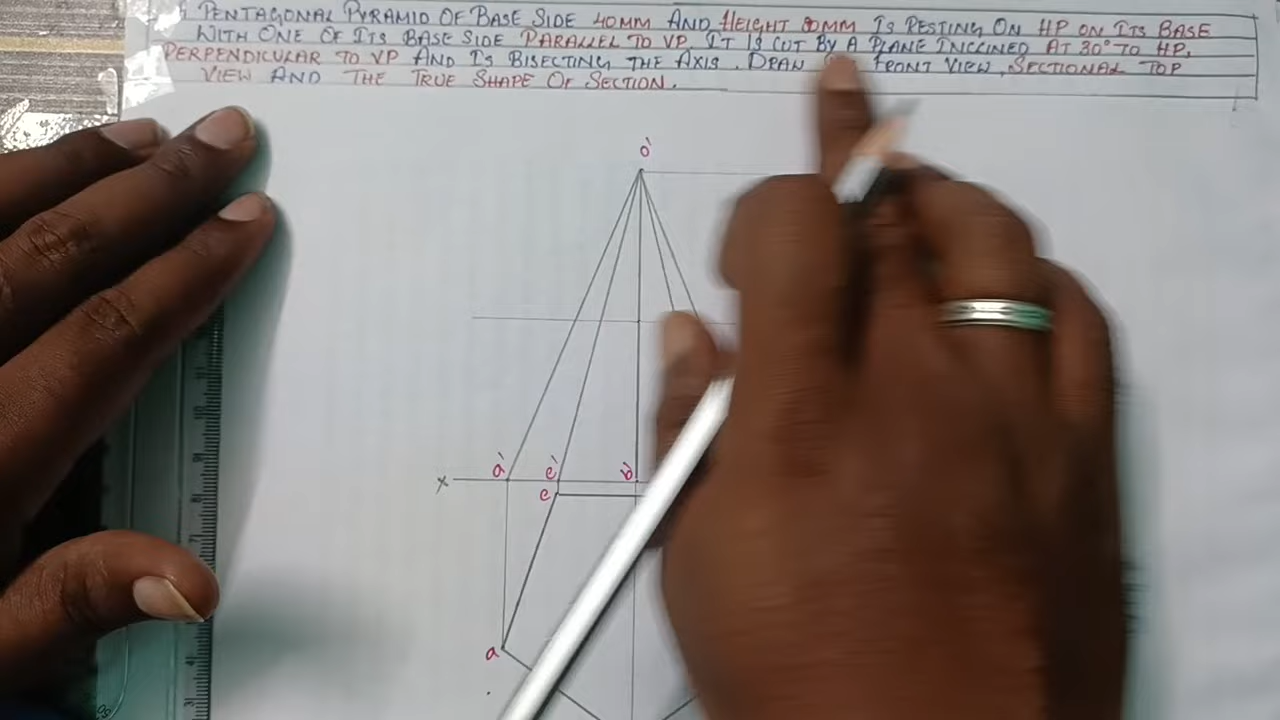 PENTAGONAL PYRAMID OF BASE SIDE 40MM AND HEIGHT 80MM IS RESTING ON HP ON ITS BASE
WITH ONE OF ITS BASE SIDE PARALLEL TO VP IT IS CUT BY A PLANE INCLINED AT 30° TO HP,
PERPENDICULAR TO VP AND IS BISECTING THE AXIS. DRAW FRONT VIEW, SECTIONAL TOP
VIEW AND THE TRUE SHAPE OF SECTION.
o'
a' e' b'
x
e
a